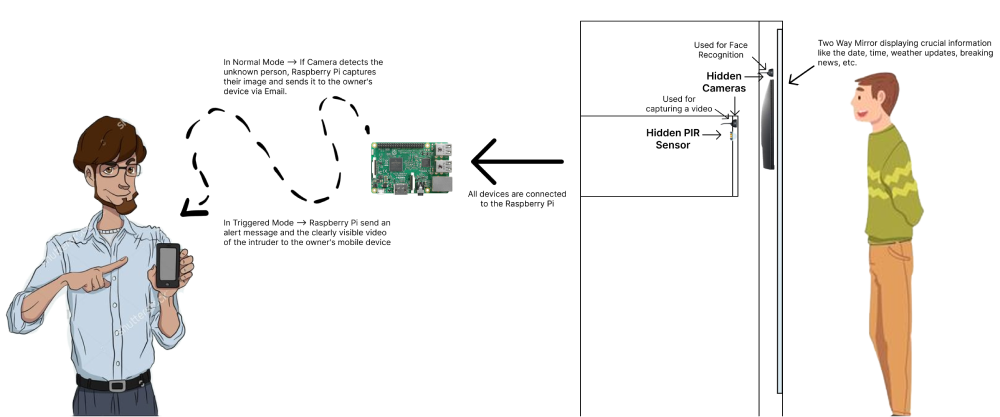 In Normal Mode → If Camera detects the
unknown person, Raspberry Pi captures
their image and sends it to the owner's
device via Email.
In Triggered Mode → Raspberry Pi send an
alert message and the clearly visible video
of the intruder to the owner's mobile device
All devices are connected
to the Raspberry Pi
Used for Face
Recognition
Hidden
Cameras
Used for
capturing a video
Hidden PIR
Sensor
Two Way Mirror displaying crucial information
like the date, time, weather updates, breaking
news, etc.